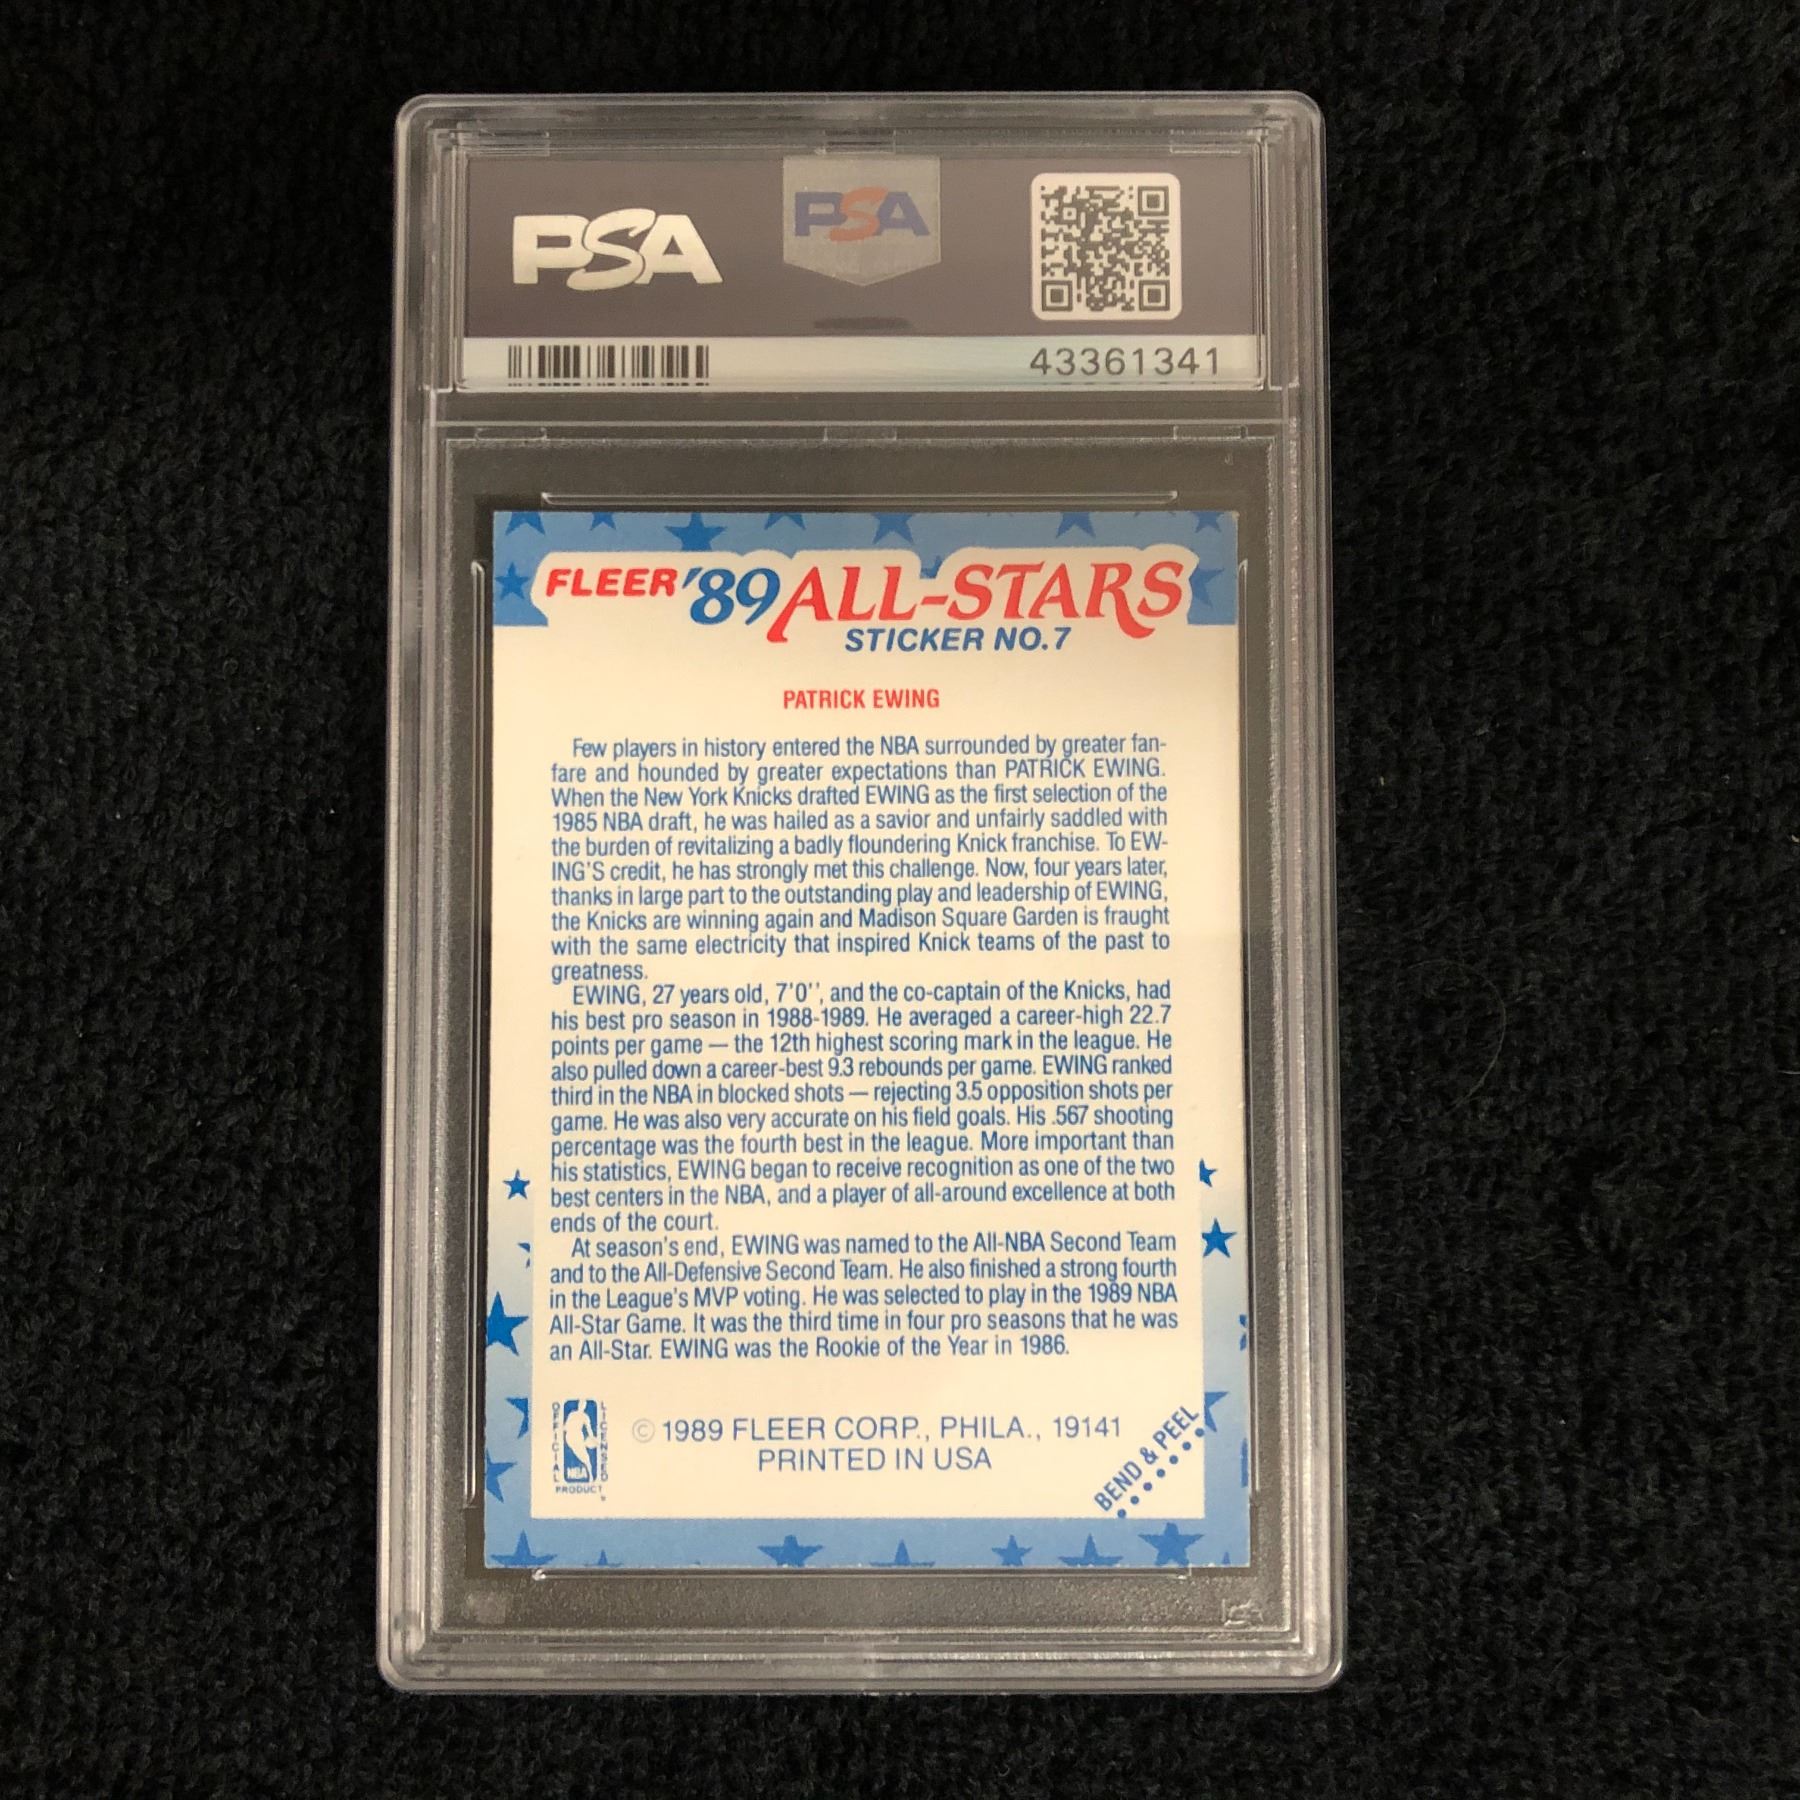 PSA
PSA
43361341
FLEER '89 ALL-STARS
STICKER NO. 7
PATRICK EWING
Few players in history entered the NBA surrounded by greater fan-
fare and hounded by greater expectations than PATRICK EWING.
When the New York Knicks drafted EWING as the first selection of the
1985 NBA draft, he was hailed as a savior and unfairly saddled with
the burden of revitalizing a badly floundering Knick franchise. To EW-
ING'S credit, he has strongly met this challenge. Now, four years later,
thanks in large part to the outstanding play and leadership of EWING,
the Knicks are winning again and Madison Square Garden is fraught
with the same electricity that inspired Knick teams of the past to
greatness.
EWING, 27 years old, 7'0'', and the co-captain of the Knicks, had
his best pro season in 1988-1989. He averaged a career-high 22.7
points per game — the 12th highest scoring mark in the league. He
also pulled down a career-best 9.3 rebounds per game. EWING ranked
third in the NBA in blocked shots — rejecting 3.5 opposition shots per
game. He was also very accurate on his field goals. His .567 shooting
percentage was the fourth best in the league. More important than
his statistics, EWING began to receive recognition as one of the two
best centers in the NBA, and a player of all-around excellence at both
ends of the court.
At season's end, EWING was named to the All-NBA Second Team
and to the All-Defensive Second Team. He also finished a strong fourth
in the League's MVP voting. He was selected to play in the 1989 NBA
All-Star Game. It was the third time in four pro seasons that he was
an All-Star. EWING was the Rookie of the Year in 1986.
OFFICIAL
LICENSED
NBA
PRODUCT
© 1989 FLEER CORP., PHILA., 19141
PRINTED IN USA
BEND & PEEL